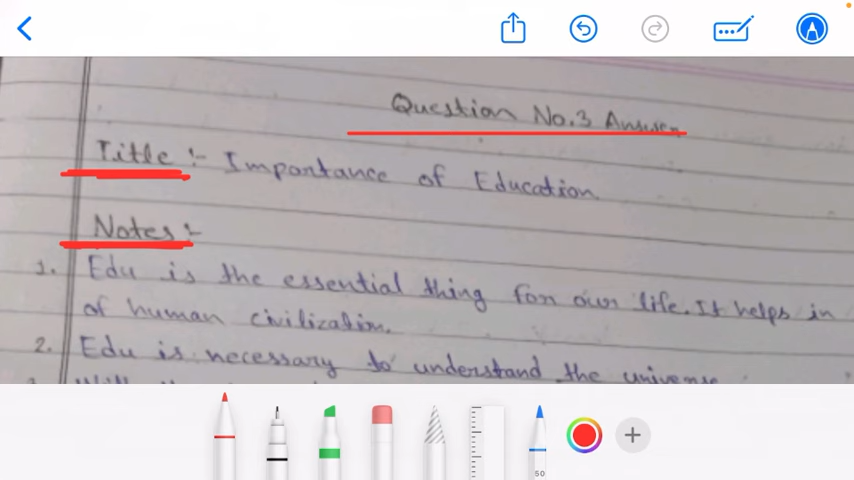 Question No.3 Answer
Title :- Importance of Education
Notes :-
1. Edu is the essential thing for our life. It helps in
of human civilization.
2. Edu is necessary to understand the universe
50